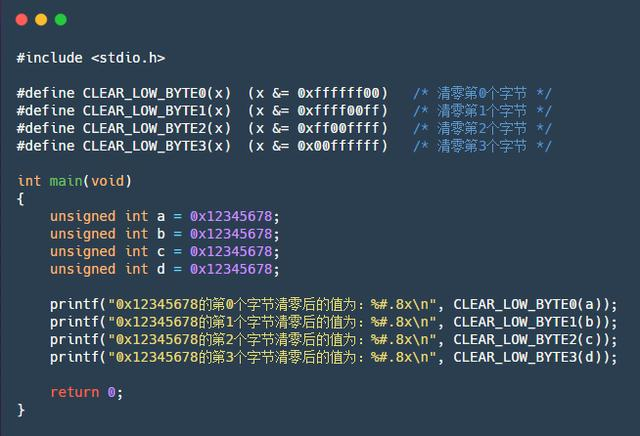 #include <stdio.h>
#define CLEAR_LOW_BYTE0(x)  (x &= 0xffffff00)   /* 清零第0个字节 */
#define CLEAR_LOW_BYTE1(x)  (x &= 0xffff00ff)   /* 清零第1个字节 */
#define CLEAR_LOW_BYTE2(x)  (x &= 0xff00ffff)   /* 清零第2个字节 */
#define CLEAR_LOW_BYTE3(x)  (x &= 0x00ffffff)   /* 清零第3个字节 */
int main(void)
{
    unsigned int a = 0x12345678;
    unsigned int b = 0x12345678;
    unsigned int c = 0x12345678;
    unsigned int d = 0x12345678;
    printf("0x12345678的第0个字节清零后的值为：%#.8x\n", CLEAR_LOW_BYTE0(a));
    printf("0x12345678的第1个字节清零后的值为：%#.8x\n", CLEAR_LOW_BYTE1(b));
    printf("0x12345678的第2个字节清零后的值为：%#.8x\n", CLEAR_LOW_BYTE2(c));
    printf("0x12345678的第3个字节清零后的值为：%#.8x\n", CLEAR_LOW_BYTE3(d));
    return 0;
}